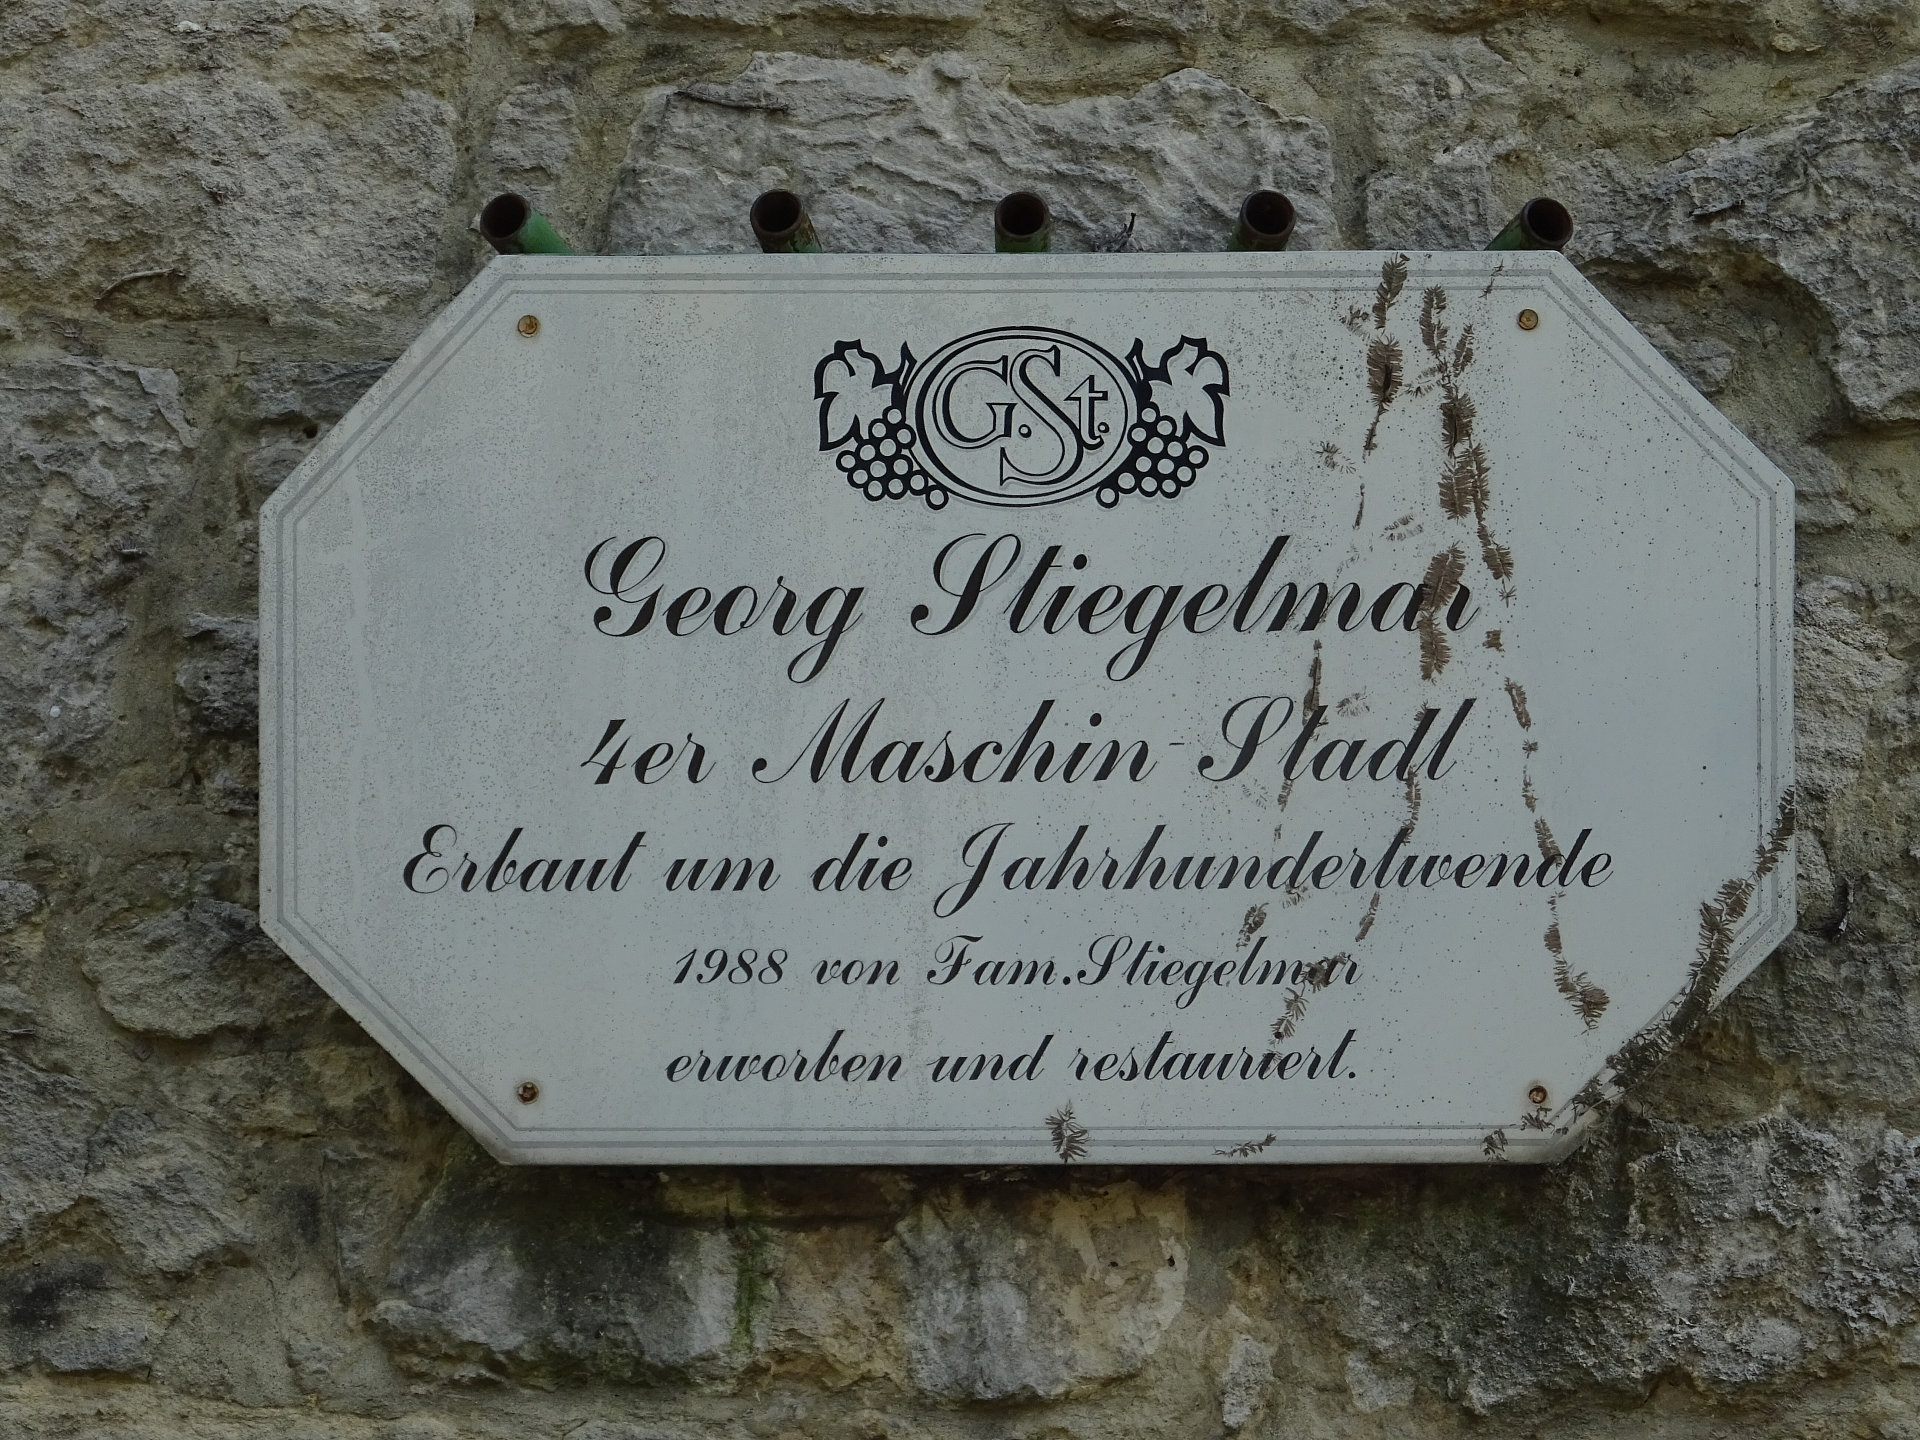 G.St.
Georg Stiegelmar
4er Maschin-Stadl
Erbaut um die Jahrhundertwende
1988 von Fam.Stiegelmar
erworben und restauriert.